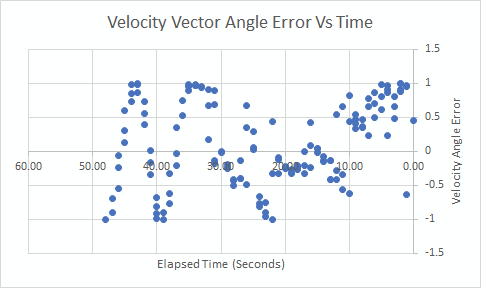 Velocity Vector Angle Error Vs Time
1.5
1
0.5
0
60.00 50.00 40.00 30.00 20.00 10.00 0.00
-0.5
-1
-1.5
Velocity Angle Error
Elapsed Time (Seconds)